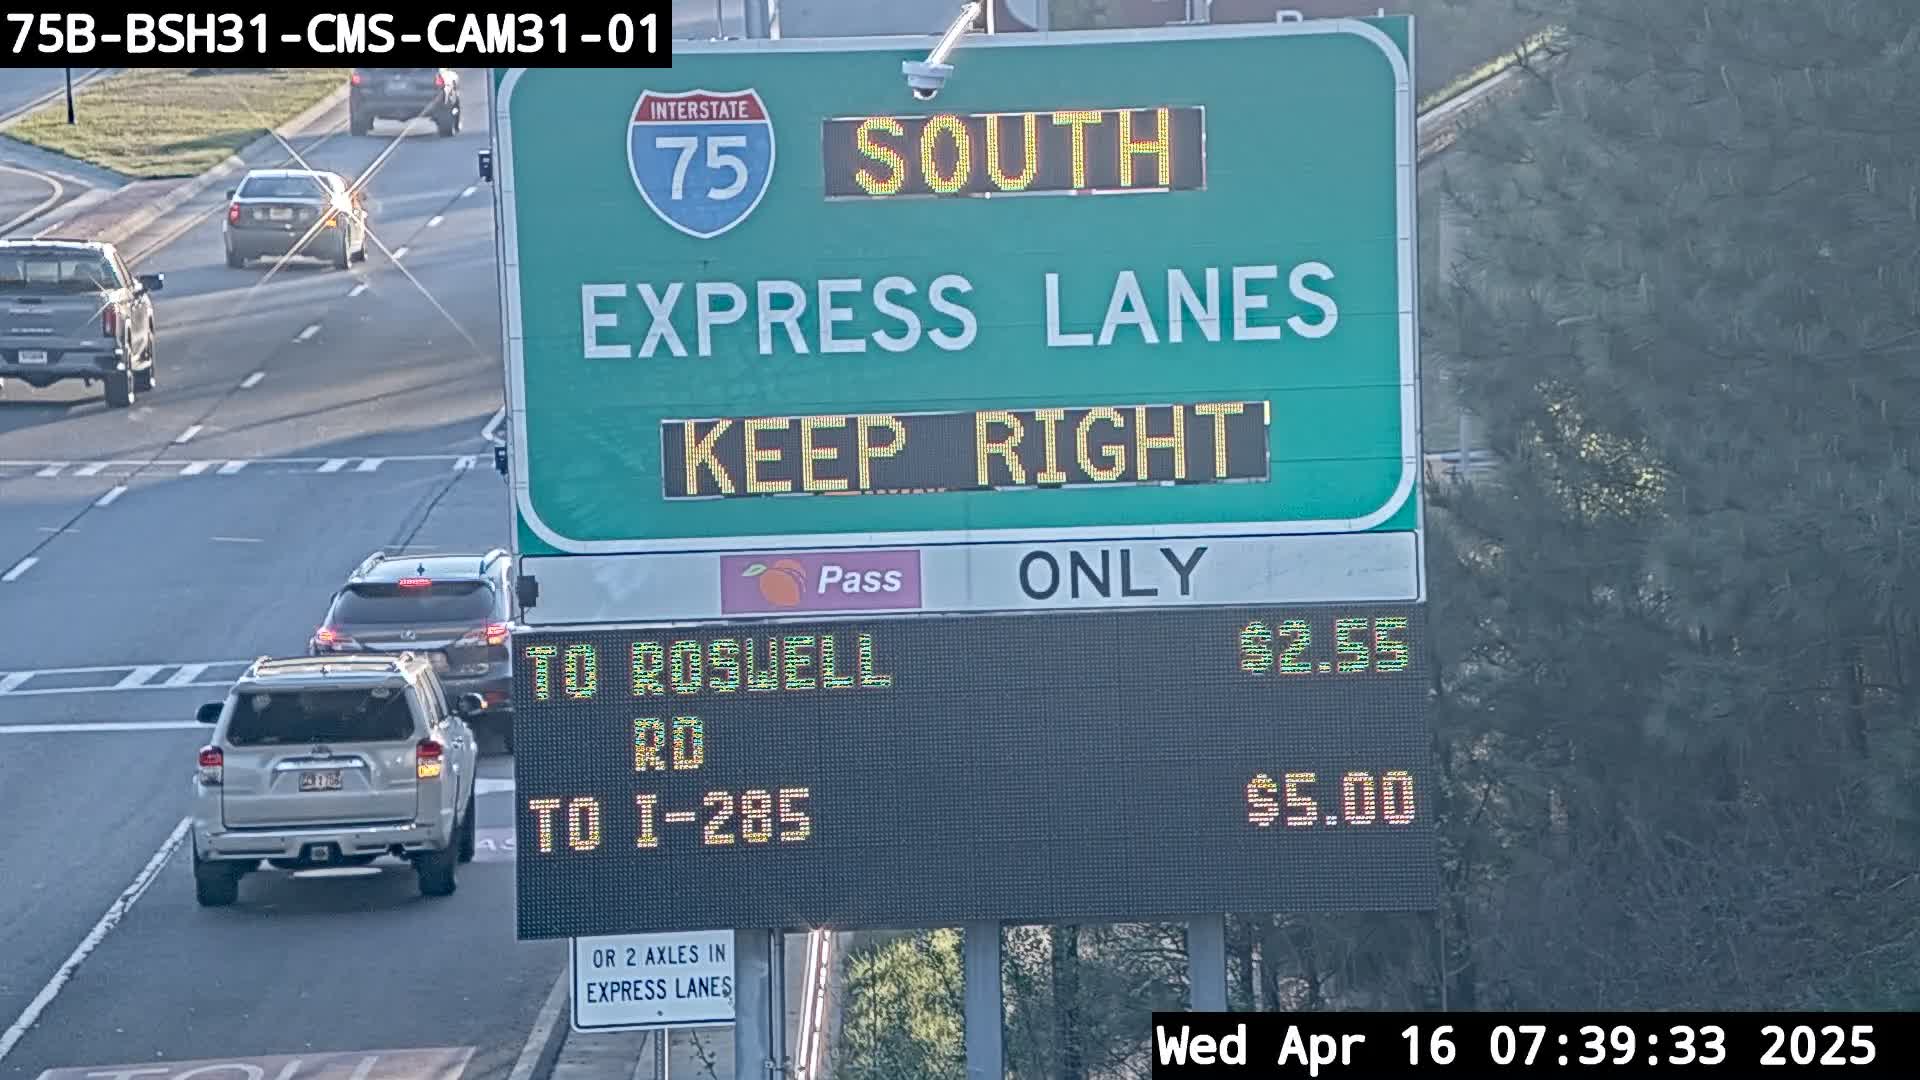 75B-BSH31-CMS-CAM31-01
INTERSTATE
75
SOUTH
EXPRESS LANES
KEEP RIGHT
Pass ONLY
TO ROSWELL $2.55
RD
TO I-285 $5.00
OR 2 AXLES IN
EXPRESS LANES
TOLL
Wed Apr 16 07:39:33 2025